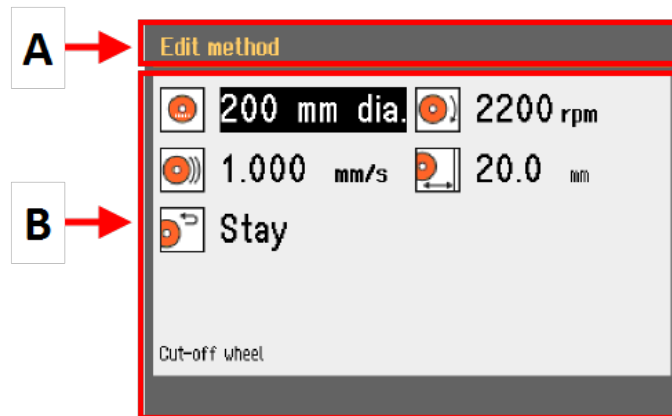 A
Edit method
200 mm dia. 2200 rpm
1.000 mm/s 20.0 mm
B
Stay
Cut-off wheel